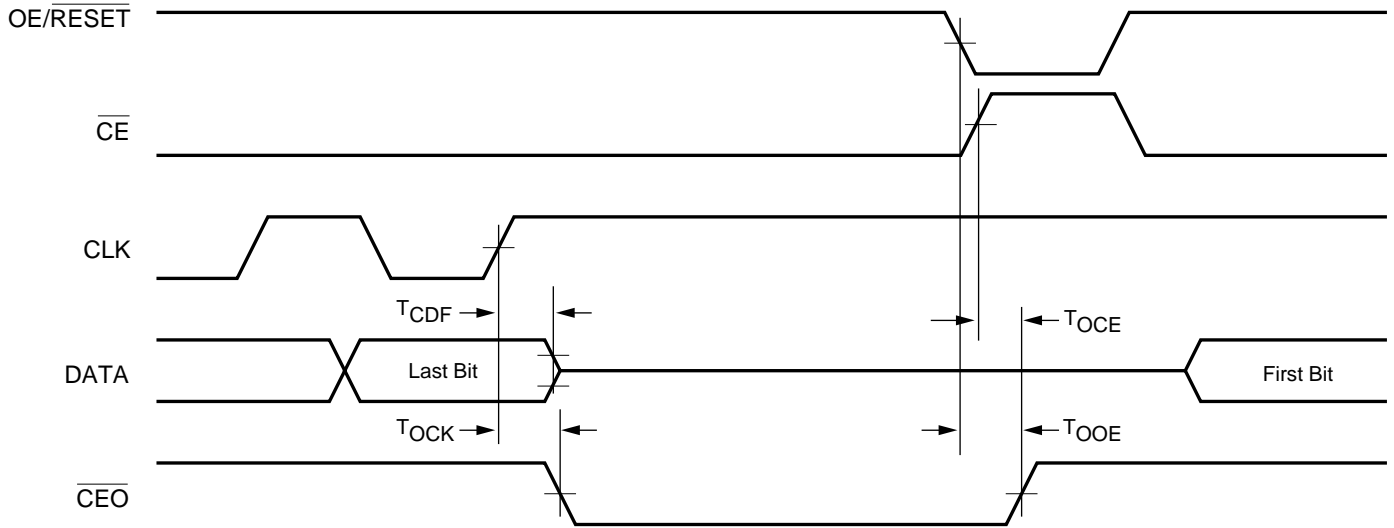 OE/RESET
CE
CLK
TCDF
TOCE
DATA
Last Bit
First Bit
TOCK
TOOE
CEO